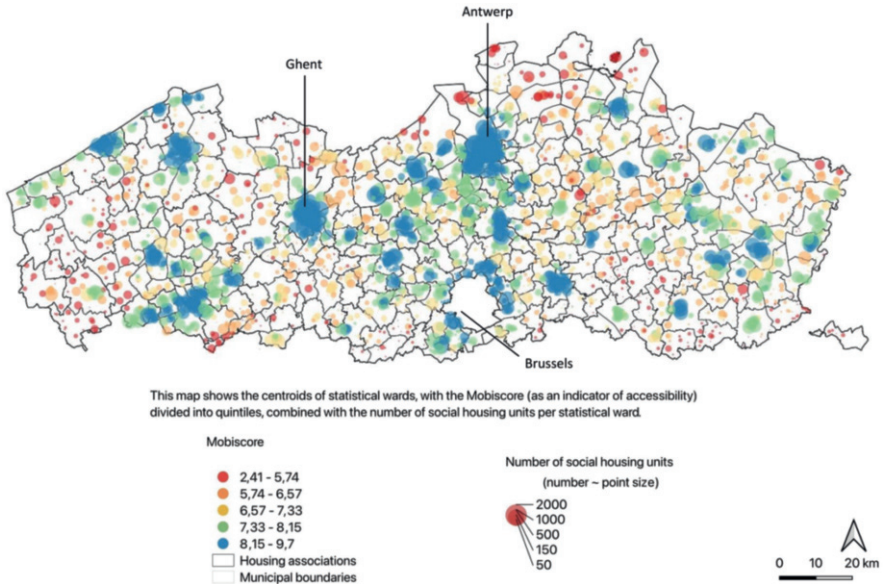 Antwerp
Ghent
Brussels
This map shows the centroids of statistical wards, with the Mobiscore (as an indicator of accessibility)
divided into quintiles, combined with the number of social housing units per statistical ward.
Mobiscore
2,41 - 5,74
5,74 - 6,57
6,57 - 7,33
7,33 - 8,15
8,15 - 9,7
Housing associations
Municipal boundaries
Number of social housing units
(number ~ point size)
2000
1000
500
150
50
0 10 20 km